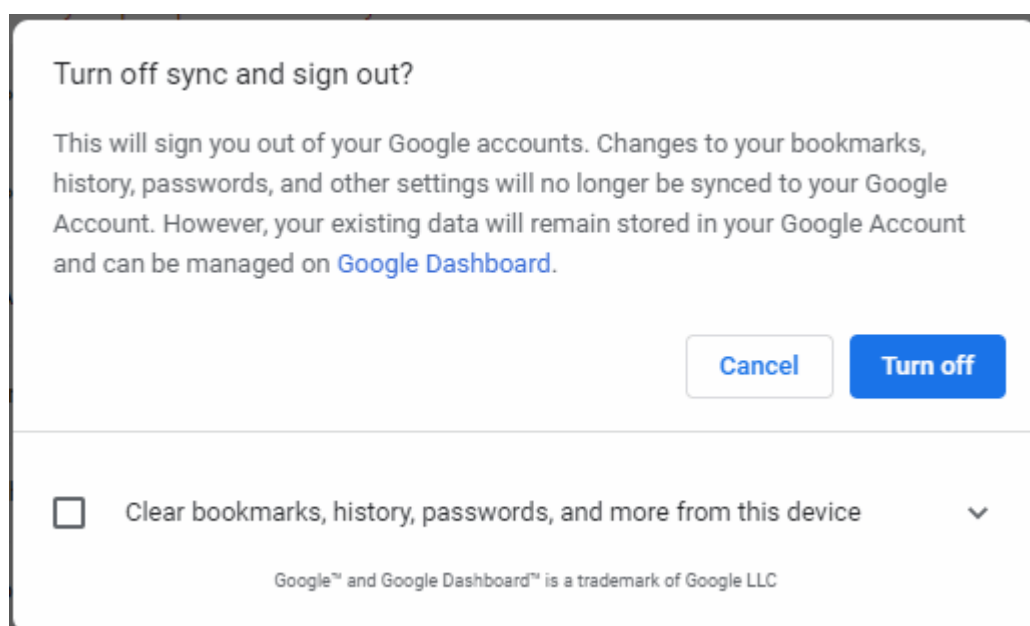 Turn off sync and sign out?
This will sign you out of your Google accounts. Changes to your bookmarks,
history, passwords, and other settings will no longer be synced to your Google
Account. However, your existing data will remain stored in your Google Account
and can be managed on Google Dashboard.
Cancel
Turn off
Clear bookmarks, history, passwords, and more from this device
Google™ and Google Dashboard™ is a trademark of Google LLC